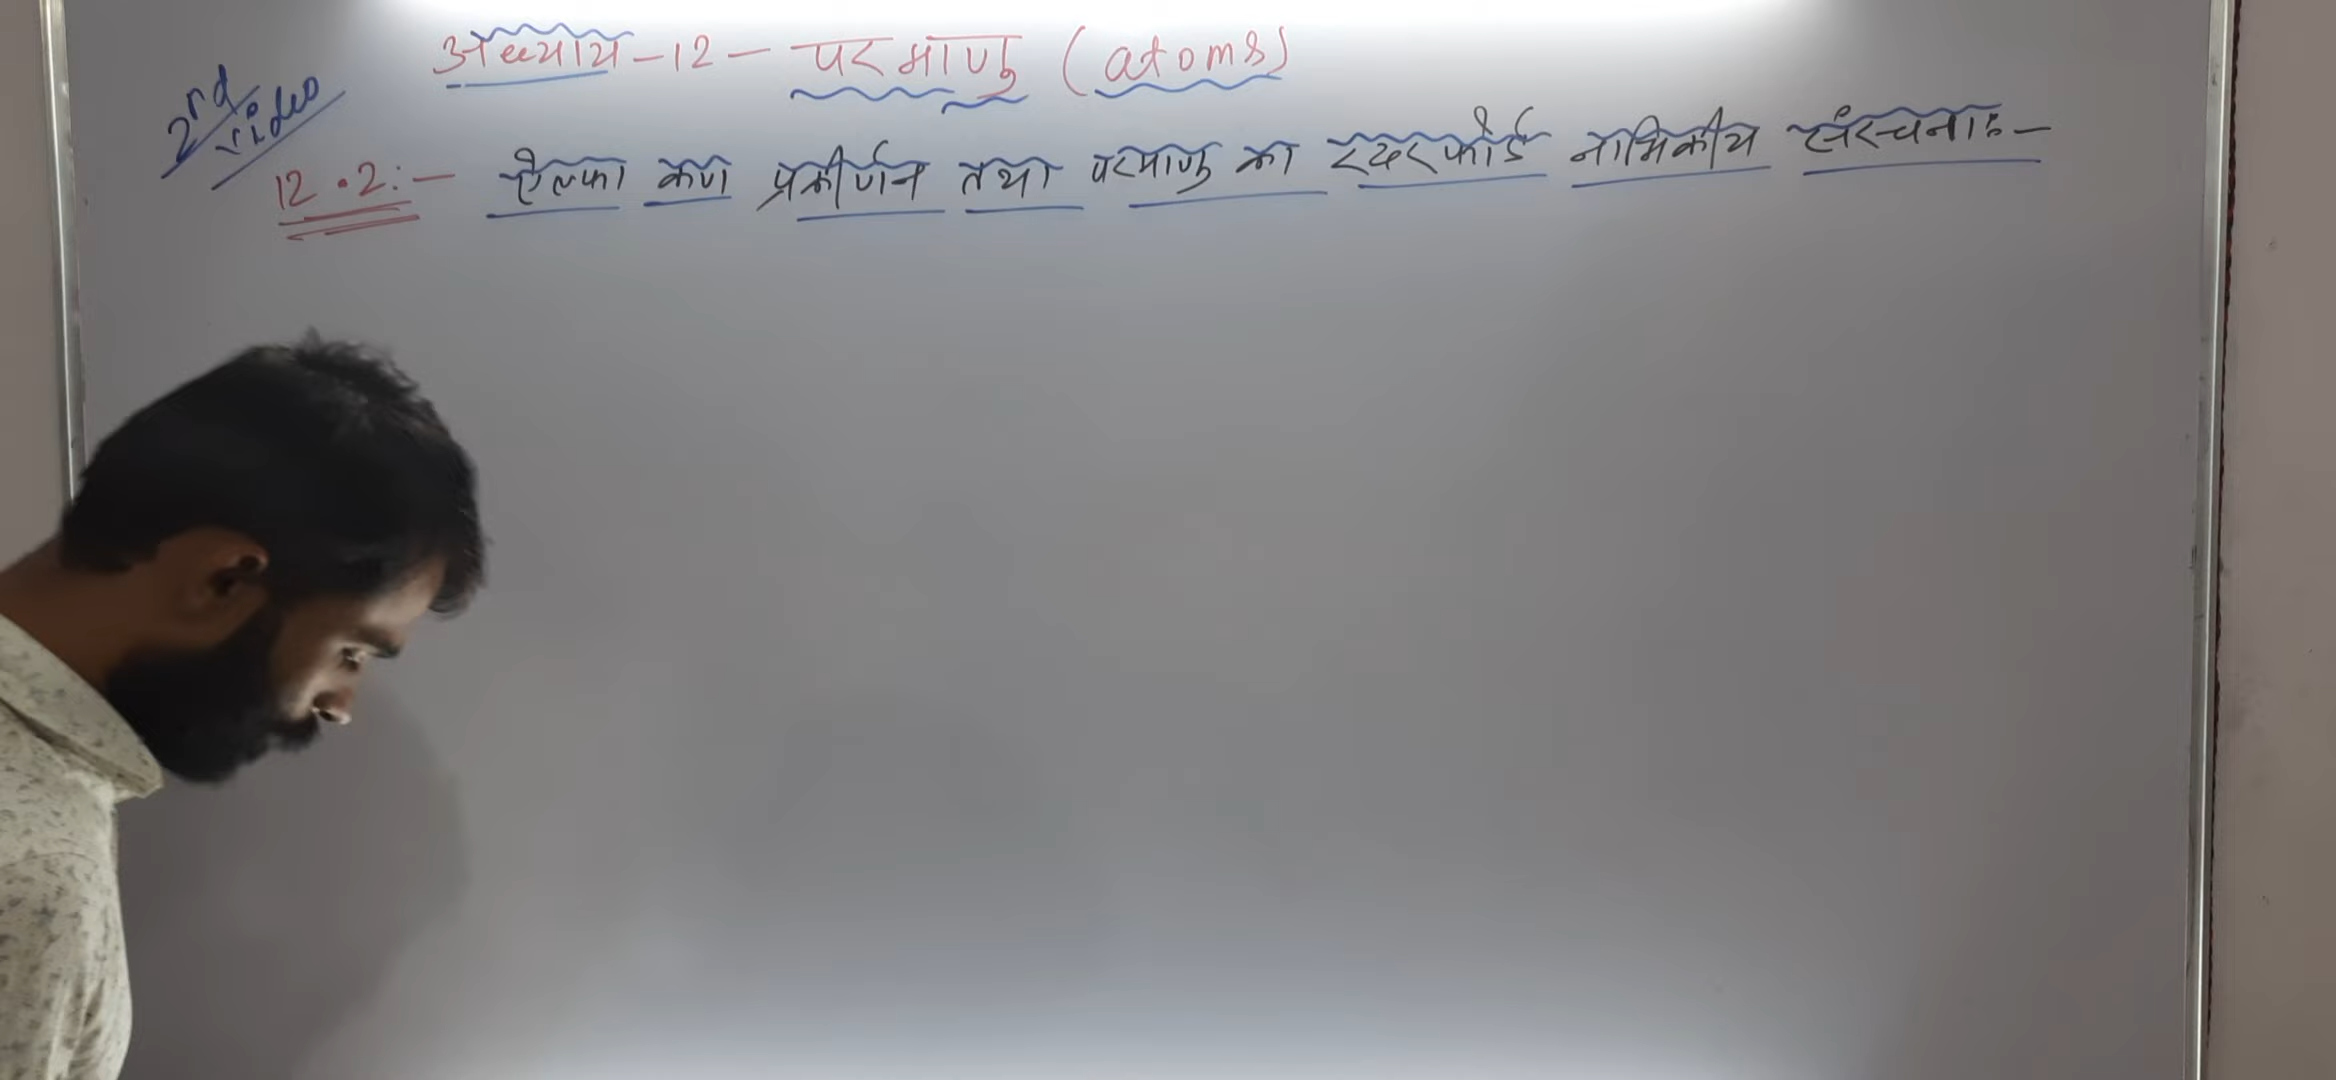 अध्याय-12- परमाणु (atoms)
2nd video
12.2:- ऐल्फा कण प्रकीर्णन तथा परमाणु का रदरफोर्ड नाभिकीय संरचनाः-